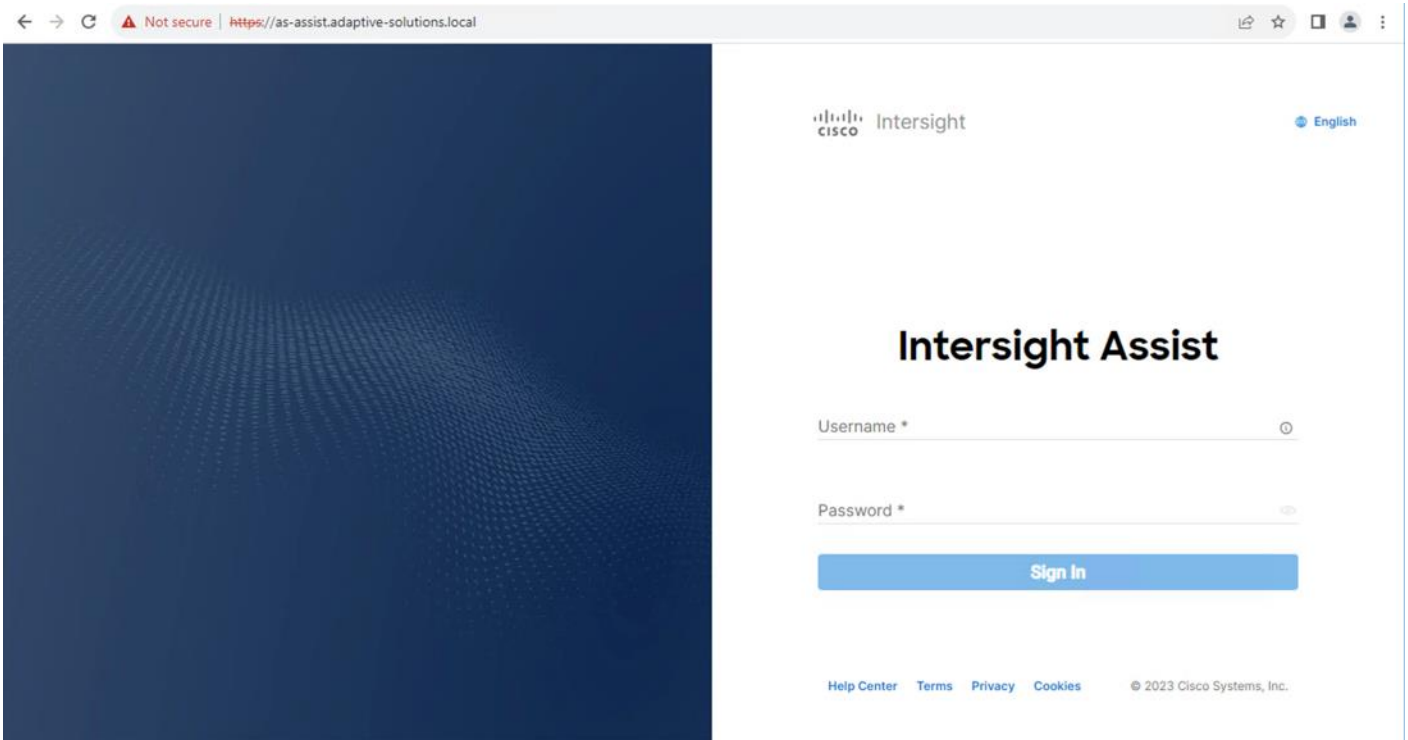 Not secure | https://as-assist.adaptive-solutions.local
CISCO Intersight English
Intersight Assist
Username *
Password *
Sign In
Help Center Terms Privacy Cookies © 2023 Cisco Systems, Inc.